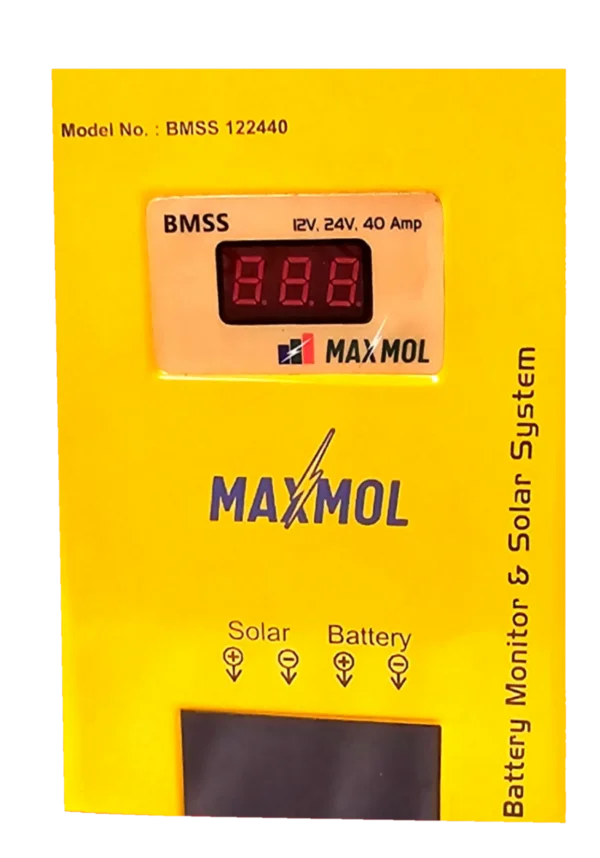 Model No. : BMSS 122440
BMSS 12V, 24V, 40 Amp
8.8.8.
MAXMOL
MAXMOL
Solar Battery
+ − + −
Battery Monitor & Solar System